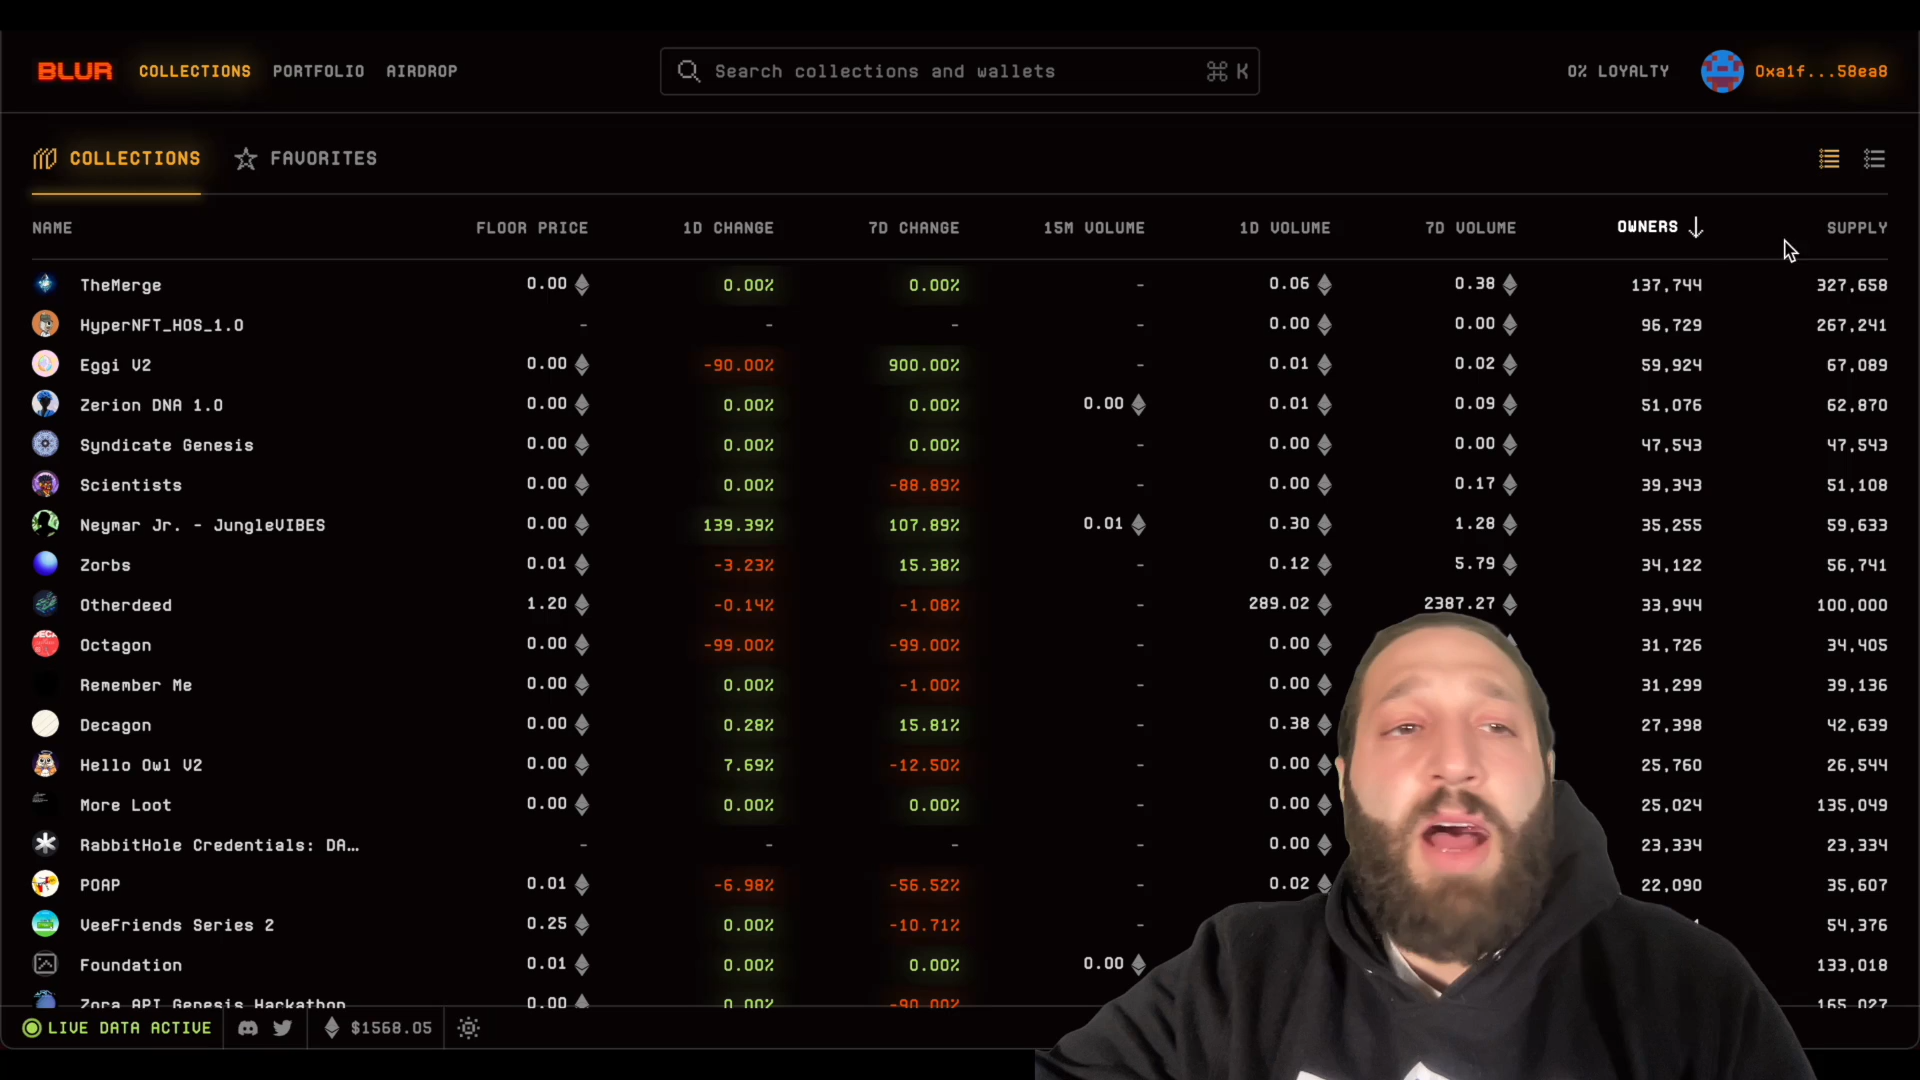 BLUR COLLECTIONS PORTFOLIO AIRDROP Search collections and wallets ⌘ K 0% LOYALTY 0xa1f...58ea8
COLLECTIONS FAVORITES
NAME FLOOR PRICE 1D CHANGE 7D CHANGE 15M VOLUME 1D VOLUME 7D VOLUME OWNERS ↓ SUPPLY
TheMerge 0.00 0.00% 0.00% - 0.06 0.38 137,744 327,658
HyperNFT_HOS_1.0 - - - - 0.00 0.00 96,729 267,241
Eggi V2 0.00 -90.00% 900.00% - 0.01 0.02 59,924 67,089
Zerion DNA 1.0 0.00 0.00% 0.00% 0.00 0.01 0.09 51,076 62,870
Syndicate Genesis 0.00 0.00% 0.00% - 0.00 0.00 47,543 47,543
Scientists 0.00 0.00% -88.89% - 0.00 0.17 39,343 51,108
Neymar Jr. - JungleVIBES 0.00 139.39% 107.89% 0.01 0.30 1.28 35,255 59,633
Zorbs 0.01 -3.23% 15.38% - 0.12 5.79 34,122 56,741
Otherdeed 1.20 -0.14% -1.08% - 289.02 2387.27 33,944 100,000
Octagon 0.00 -99.00% -99.00% - 0.00 31,726 34,405
Remember Me 0.00 0.00% -1.00% - 0.00 31,299 39,136
Decagon 0.00 0.28% 15.81% - 0.38 27,398 42,639
Hello Owl V2 0.00 7.69% -12.50% - 0.00 25,760 26,544
More Loot 0.00 0.00% 0.00% - 0.00 25,024 135,049
RabbitHole Credentials: DA... - - - - 0.00 23,334 23,334
POAP 0.01 -6.98% -56.52% - 0.02 22,090 35,607
VeeFriends Series 2 0.25 0.00% -10.71% - 54,376
Foundation 0.01 0.00% 0.00% 0.00 133,018
Zora API Genesis Hackathon 0.00 0.00% -90.00% 165,027
LIVE DATA ACTIVE $1568.05